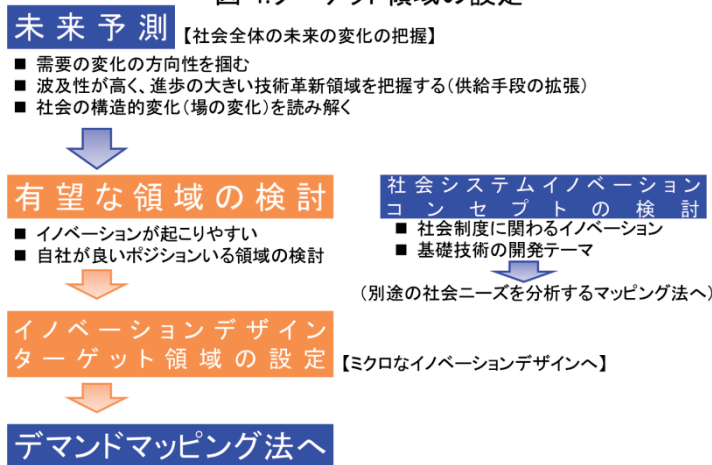 ターゲット領域の設定
未来予測【社会全体の未来の変化の把握】
■ 需要の変化の方向性を掴む
■ 波及性が高く、進歩の大きい技術革新領域を把握する(供給手段の拡張)
■ 社会の構造的変化(場の変化)を読み解く
有望な領域の検討
■ イノベーションが起こりやすい
■ 自社が良いポジションいる領域の検討
社会システムイノベーション
コンセプトの検討
■ 社会制度に関わるイノベーション
■ 基礎技術の開発テーマ
(別途の社会ニーズを分析するマッピング法へ)
イノベーションデザイン
ターゲット領域の設定【ミクロなイノベーションデザインへ】
デマンドマッピング法へ